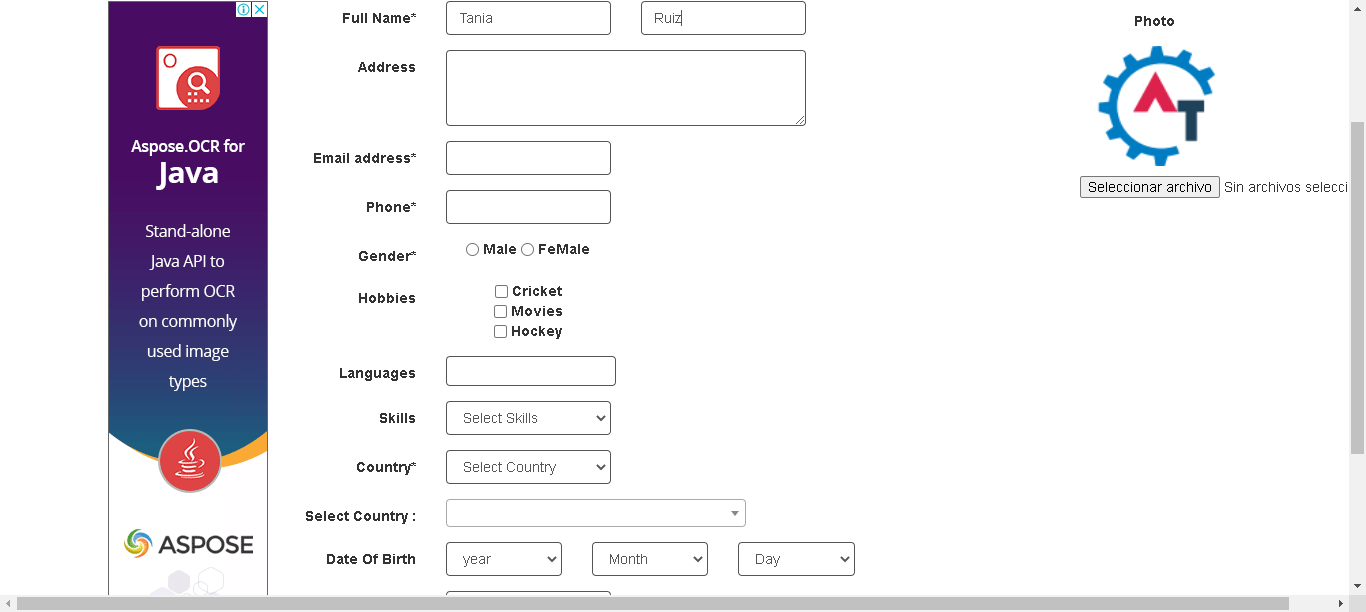 Full Name*
Tania
Ruiz
Address
Email address*
Phone*
Gender*
Male
FeMale
Hobbies
Cricket
Movies
Hockey
Languages
Skills
Select Skills
Country*
Select Country
Select Country :
Date Of Birth
year
Month
Day
Photo
AT
Seleccionar archivo
Sin archivos selecci
Aspose.OCR for
Java
Stand-alone
Java API to
perform OCR
on commonly
used image
types
ASPOSE